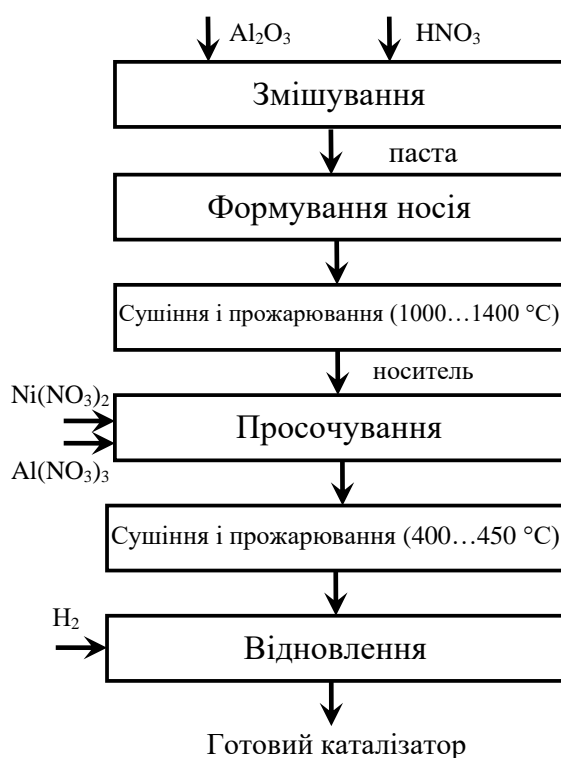 Al₂O₃ HNO₃
Змішування
паста
Формування носія
Сушіння і прожарювання (1000…1400 °C)
носитель
Ni(NO₃)₂
Просочування
Al(NO₃)₃
Сушіння і прожарювання (400…450 °C)
H₂
Відновлення
Готовий каталізатор